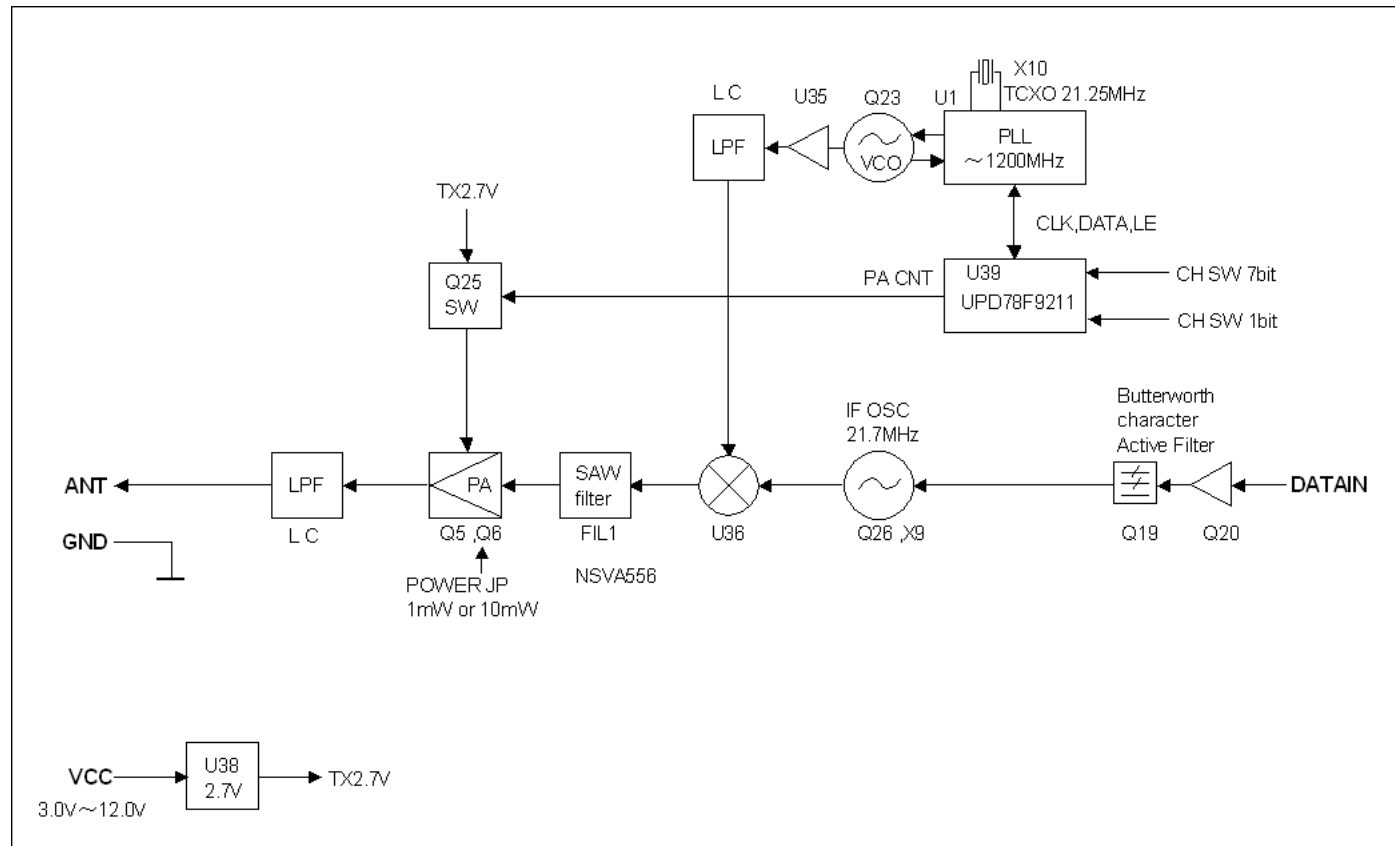 X10
TCXO 21.25MHz
L C
U35
Q23
U1
LPF
VCO
PLL
～1200MHz
TX2.7V
CLK,DATA,LE
Q25
SW
PA CNT
U39
UPD78F9211
CH SW 7bit
CH SW 1bit
Butterworth
character
Active Filter
IF OSC
21.7MHz
ANT
LPF
PA
SAW
filter
DATAIN
L C
Q5 ,Q6
FIL1
U36
Q26 ,X9
Q19
Q20
GND
POWER JP
1mW or 10mW
NSVA556
VCC
U38
2.7V
TX2.7V
3.0V～12.0V